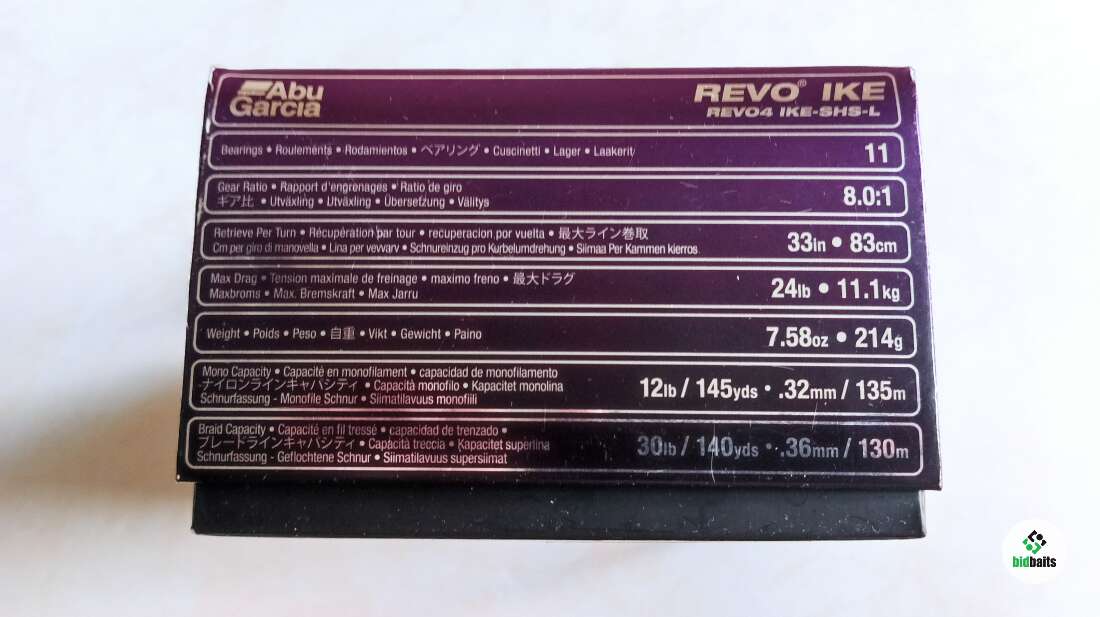 Abu Garcia
REVO® IKE
REVO4 IKE-SHS-L
Bearings • Roulements • Rodamientos • ベアリング • Cuscinetti • Lager • Laakerit
11
Gear Ratio • Rapport d'engrenages • Ratio de giro
ギア比 • Utväxling • Utväxling • Übersetzung • Välitys
8.0:1
Retrieve Per Turn • Récupération par tour • recuperacion por vuelta • 最大ライン巻取
Cm per giro di manovella • Lina per vevvarv • Schnureinzug pro Kurbelumdrehung • Siimaa Per Kammen kierros
33in • 83cm
Max Drag • Tension maximale de freinage • maximo freno • 最大ドラグ
Maxbroms • Max. Bremskraft • Max Jarru
24lb • 11.1kg
Weight • Poids • Peso • 自重 • Vikt • Gewicht • Paino
7.58oz • 214g
Mono Capacity • Capacité en monofilament • capacidad de monofilamento
ナイロンラインキャパシティ • Capacità monofilo • Kapacitet monolina
Schnurfassung - Monofile Schnur • Siimatilavuus monofiili
12lb / 145yds • .32mm / 135m
Braid Capacity • Capacité en fil tressé • capacidad de trenzado •
ブレードラインキャパシティ • Capacità treccia • Kapacitet superlina
Schnurfassung - Geflochtene Schnur • Siimatilavuus supersiimat
30lb / 140yds • .36mm / 130m
bidbaits